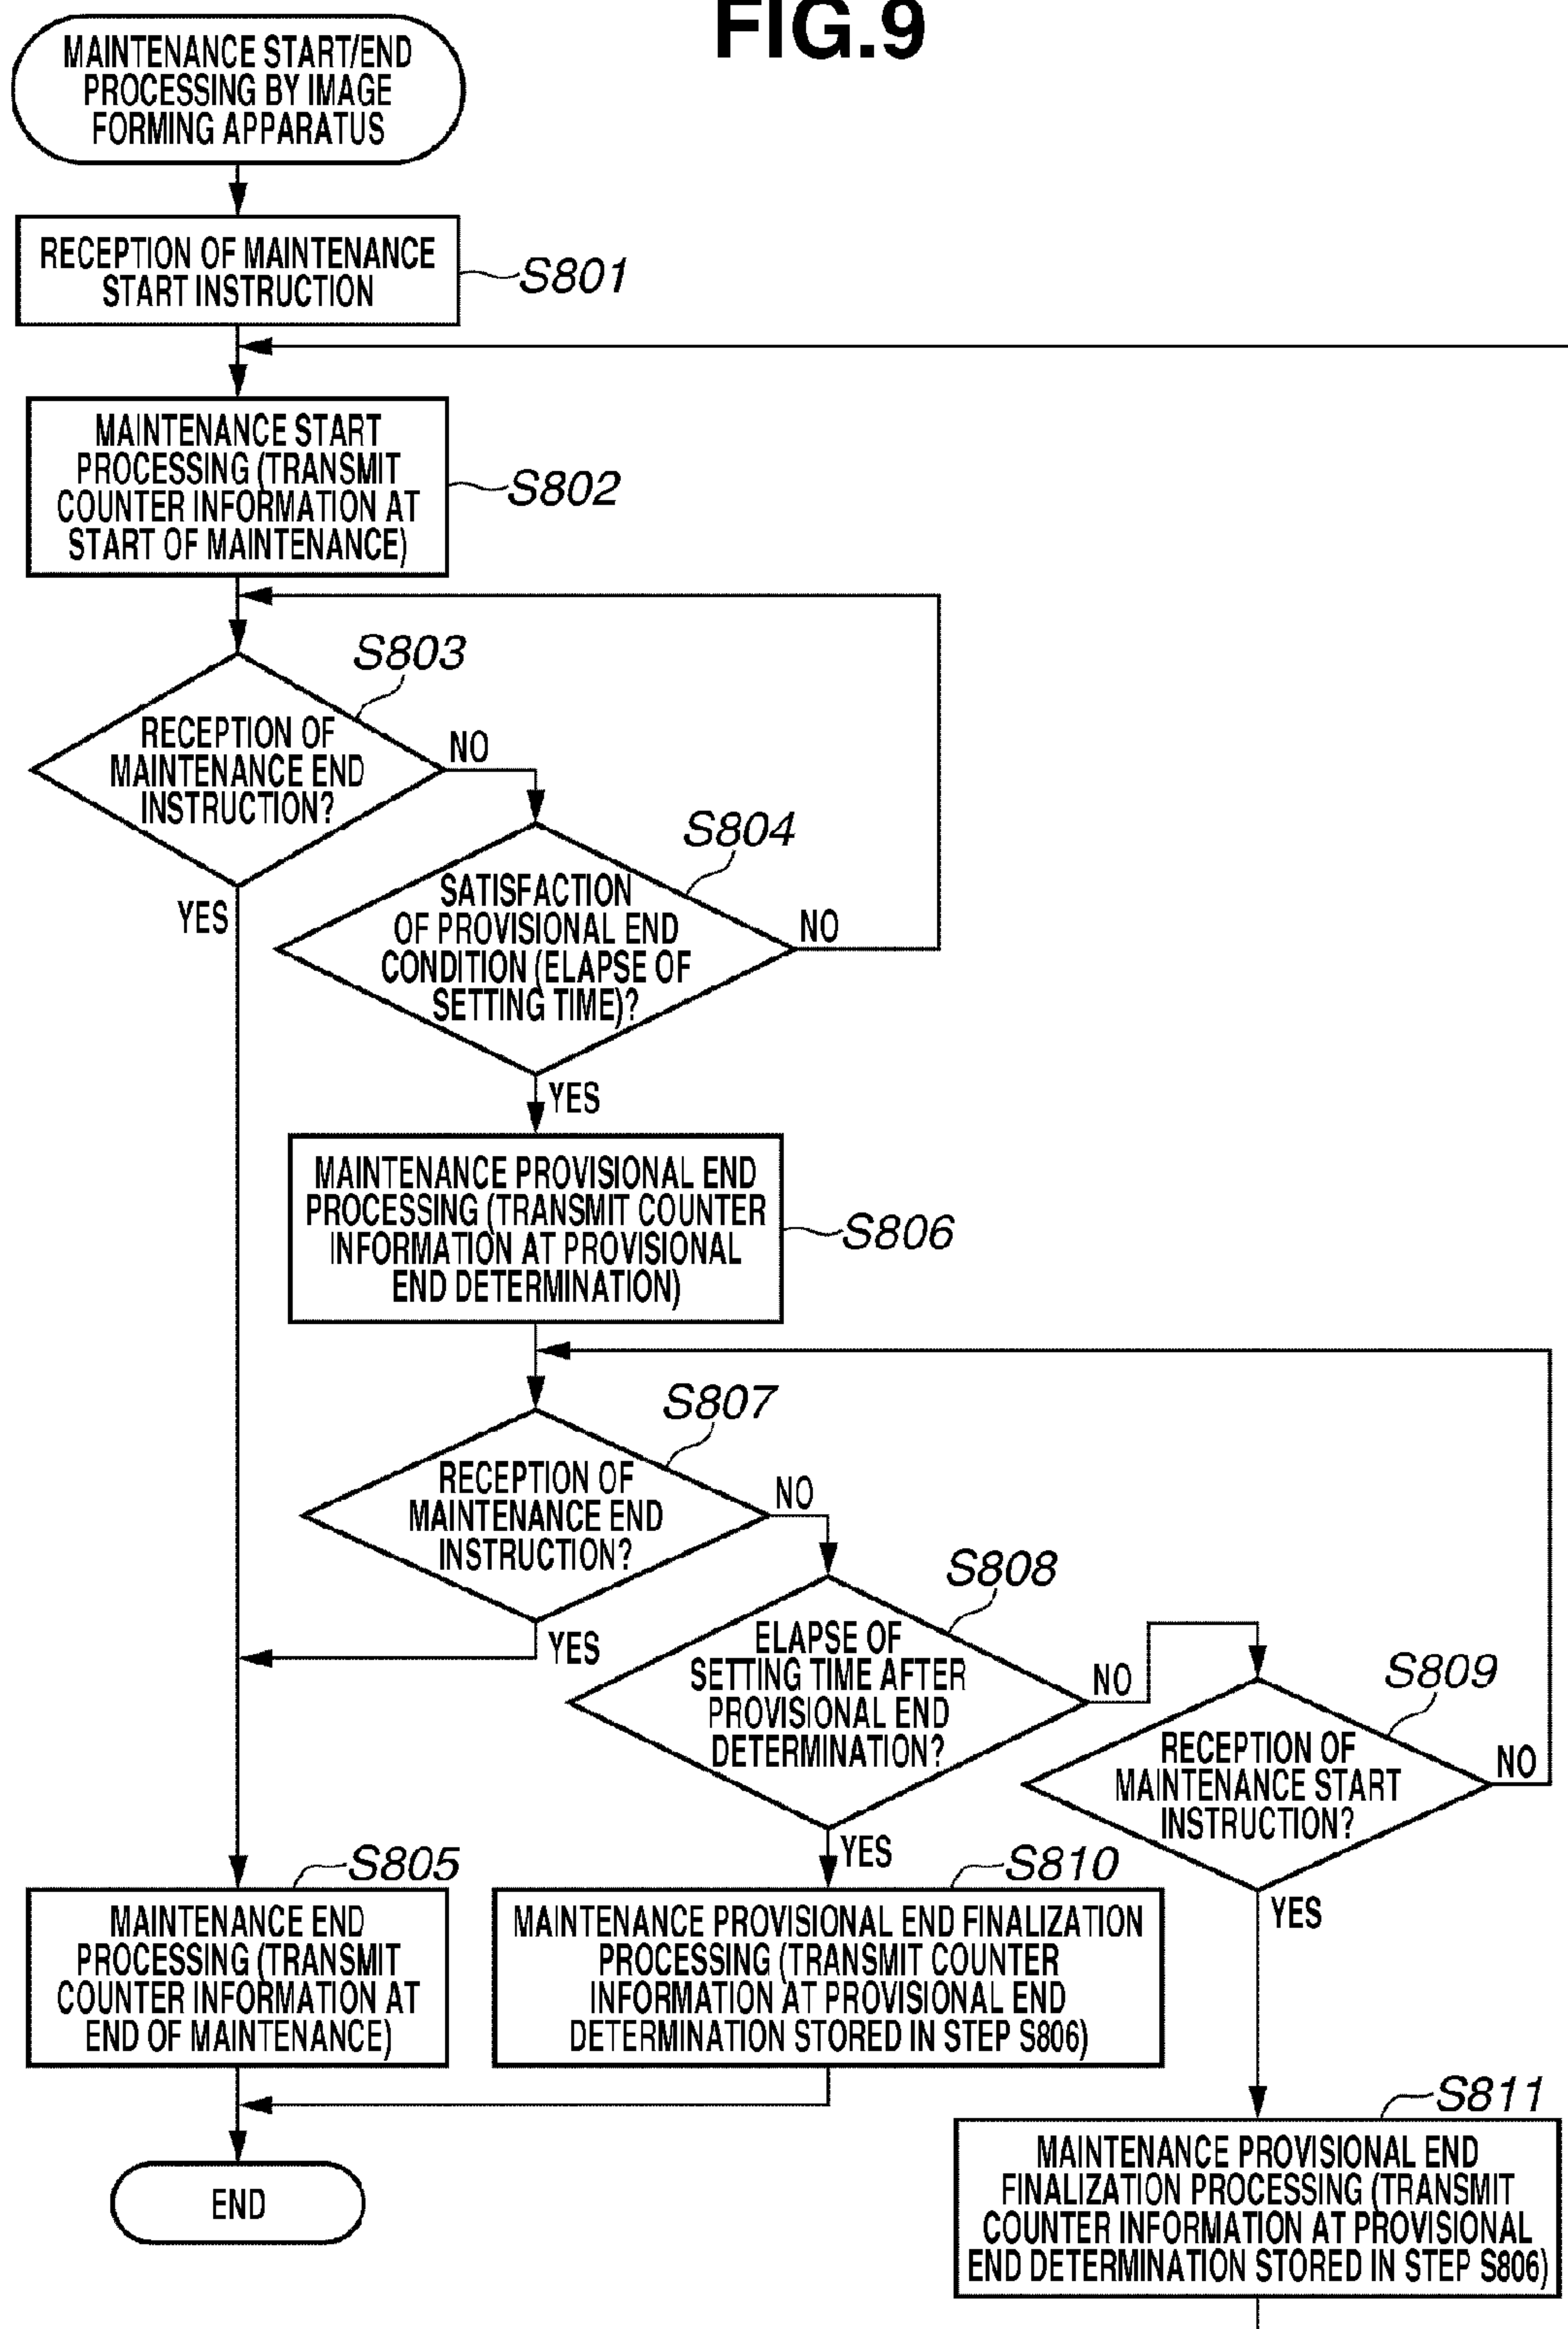 FIG.9
MAINTENANCE START/END
PROCESSING BY IMAGE
FORMING APPARATUS
RECEPTION OF MAINTENANCE
START INSTRUCTION
S801
MAINTENANCE START
PROCESSING (TRANSMIT
COUNTER INFORMATION AT
START OF MAINTENANCE)
S802
S803
RECEPTION OF
MAINTENANCE END
INSTRUCTION?
NO
YES
S804
SATISFACTION
OF PROVISIONAL END
CONDITION (ELAPSE OF
SETTING TIME)?
NO
YES
MAINTENANCE PROVISIONAL END
PROCESSING (TRANSMIT COUNTER
INFORMATION AT PROVISIONAL
END DETERMINATION)
S806
S807
RECEPTION OF
MAINTENANCE END
INSTRUCTION?
NO
YES
S808
ELAPSE OF
SETTING TIME AFTER
PROVISIONAL END
DETERMINATION?
NO
YES
S809
RECEPTION OF
MAINTENANCE START
INSTRUCTION?
NO
YES
S805
MAINTENANCE END
PROCESSING (TRANSMIT
COUNTER INFORMATION AT
END OF MAINTENANCE)
S810
MAINTENANCE PROVISIONAL END FINALIZATION
PROCESSING (TRANSMIT COUNTER
INFORMATION AT PROVISIONAL END
DETERMINATION STORED IN STEP S806)
S811
MAINTENANCE PROVISIONAL END
FINALIZATION PROCESSING (TRANSMIT
COUNTER INFORMATION AT PROVISIONAL
END DETERMINATION STORED IN STEP S806)
END